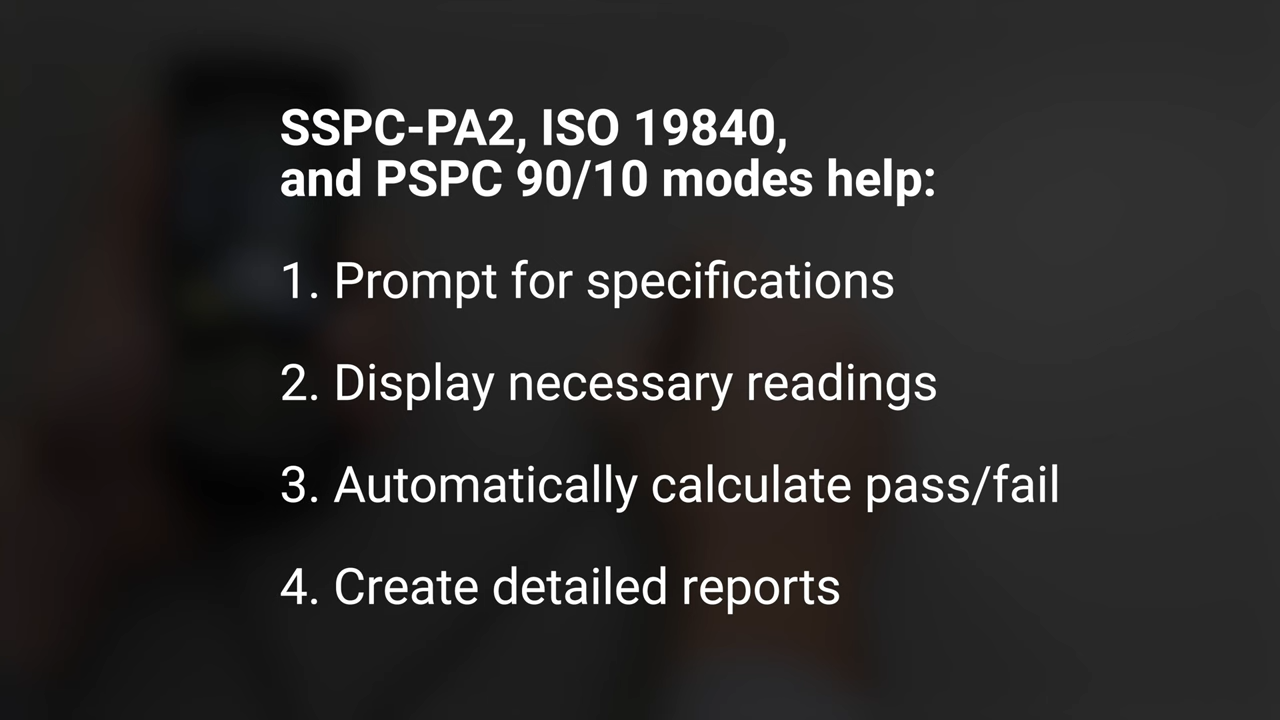 SSPC-PA2, ISO 19840,
and PSPC 90/10 modes help:
1. Prompt for specifications
2. Display necessary readings
3. Automatically calculate pass/fail
4. Create detailed reports